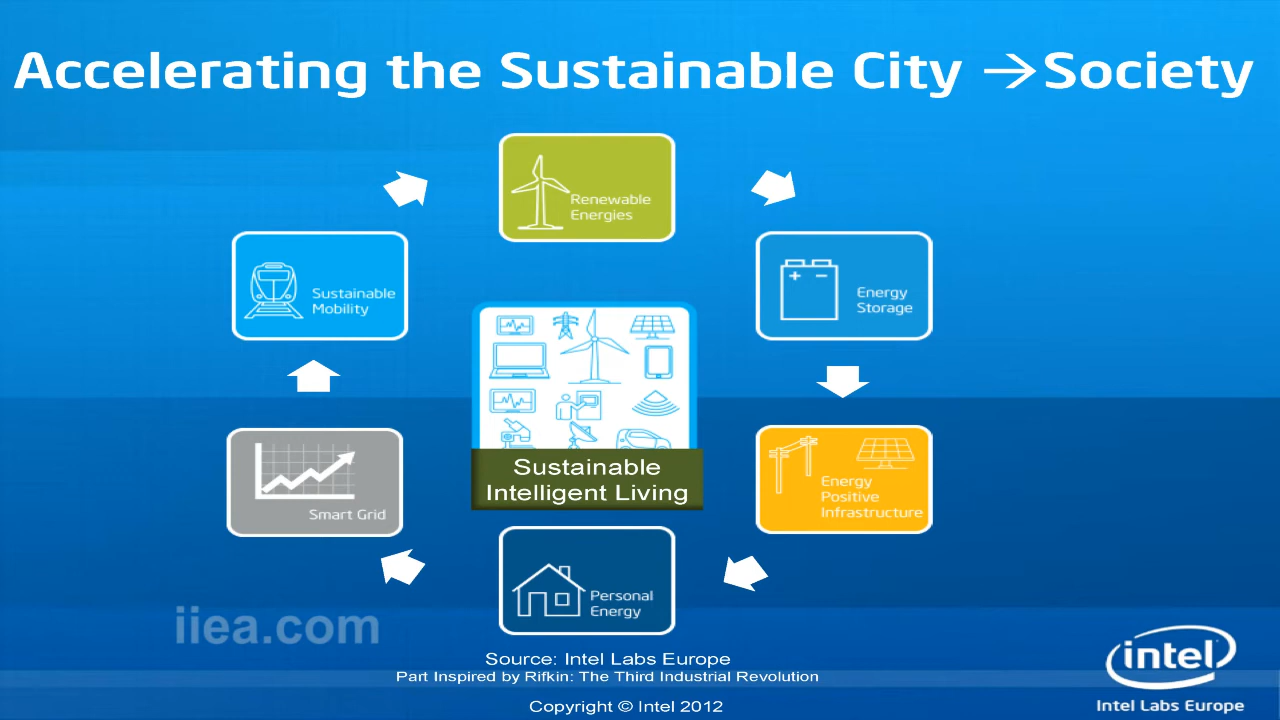 Accelerating the Sustainable City →Society
Renewable
Energies
Sustainable
Mobility
Energy
Storage
Smart Grid
Sustainable
Intelligent Living
Energy
Positive
Infrastructure
Personal
Energy
iiea.com
Source: Intel Labs Europe
Part Inspired by Rifkin: The Third Industrial Revolution
Copyright © Intel 2012
intel
Intel Labs Europe